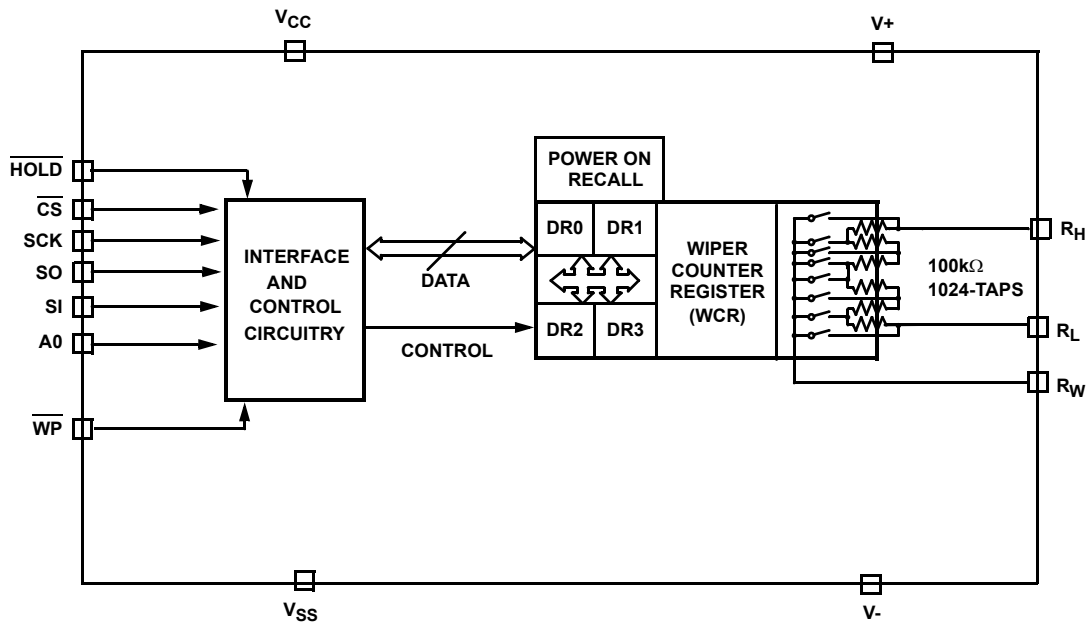 VCC
V+
HOLD
CS
SCK
SO
SI
A0
WP
INTERFACE
AND
CONTROL
CIRCUITRY
DATA
CONTROL
POWER ON
RECALL
DR0
DR1
DR2
DR3
WIPER
COUNTER
REGISTER
(WCR)
100kΩ
1024-TAPS
RH
RL
RW
VSS
V-